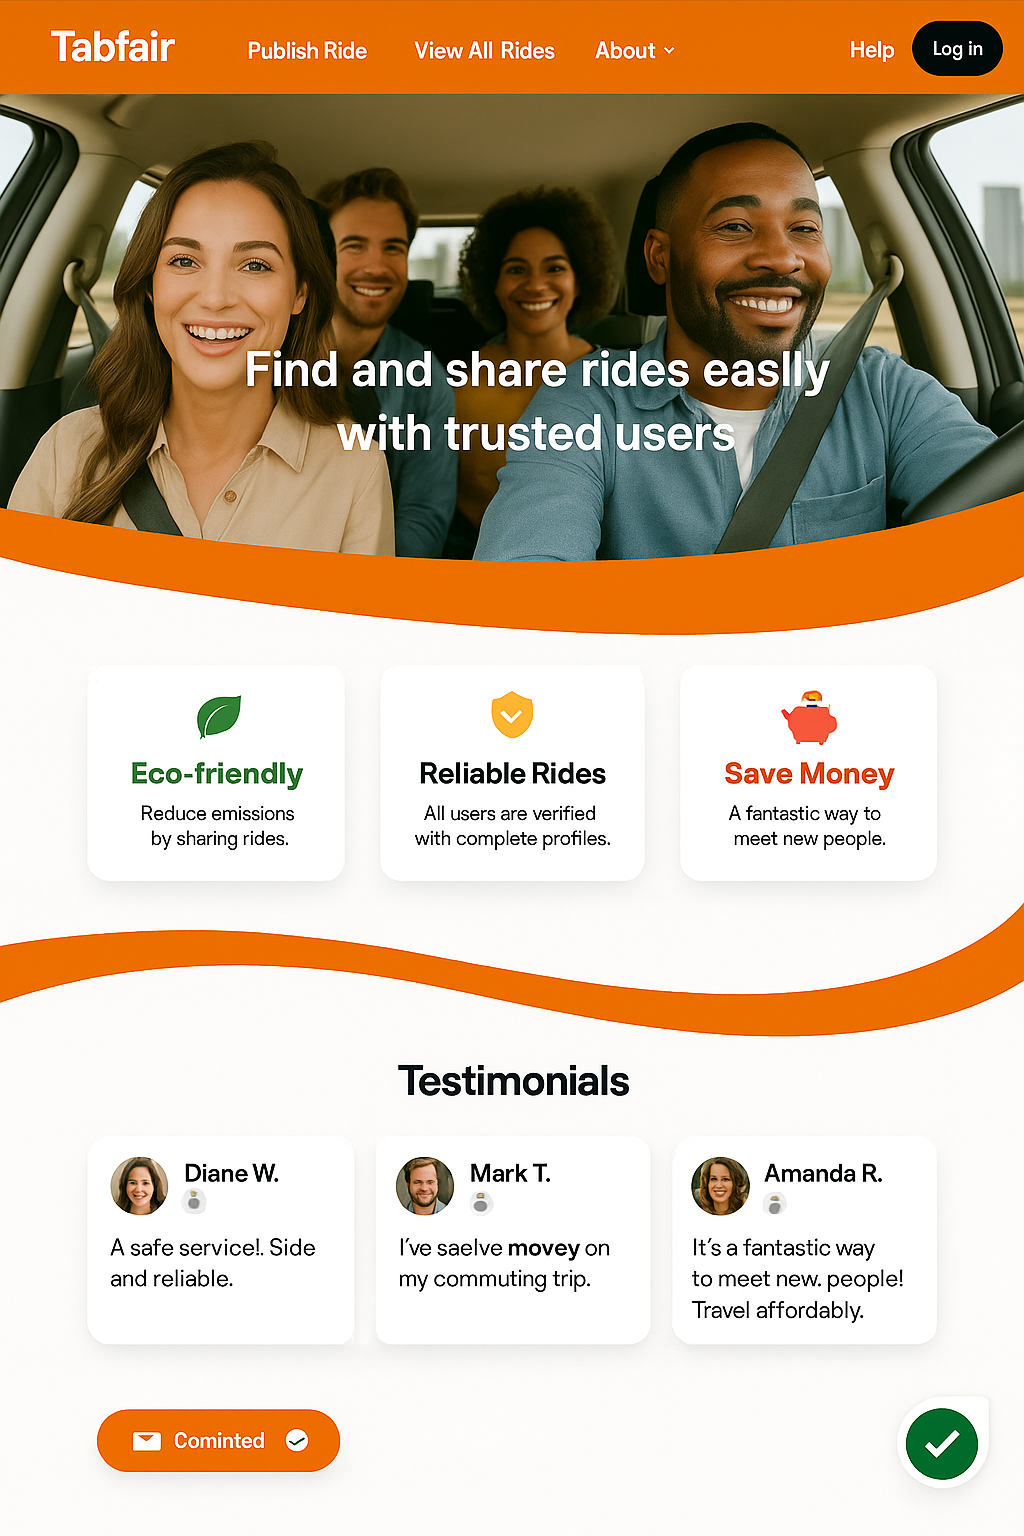 Tabfair
Publish Ride
View All Rides
About
Help
Log in
Find and share rides easlly
with trusted users
Eco-friendly
Reduce emissions
by sharing rides.
Reliable Rides
All users are verified
with complete profiles.
Save Money
A fantastic way to
meet new people.
Testimonials
Diane W.
A safe service!. Side
and reliable.
Mark T.
I've saelve movey on
my commuting trip.
Amanda R.
It's a fantastic way
to meet new. people!
Travel affordably.
Cominted